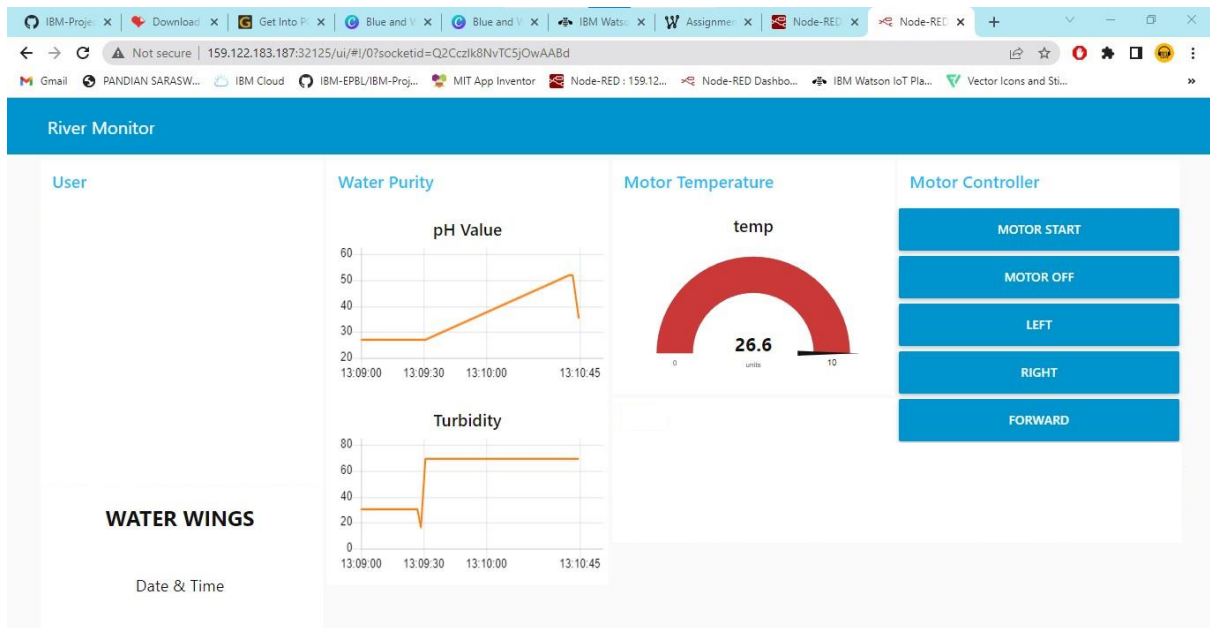 IBM-Proje Download Get Into P Blue and V Blue and V IBM Watso Assignmen Node-RED Node-RED
Not secure 159.122.183.187:32125/ui/#!/0?socketid=Q2CczIk8NvTC5jOwAABd
Gmail PANDIAN SARASW... IBM Cloud IBM-EPBL/IBM-Proj... MIT App Inventor Node-RED : 159.12... Node-RED Dashbo... IBM Watson IoT Pla... Vector Icons and Sti... »
River Monitor
User
WATER WINGS
Date & Time
Water Purity
pH Value
60
50
40
30
20
13:09:00 13:09:30 13:10:00 13:10:45
Turbidity
80
60
40
20
0
13:09:00 13:09:30 13:10:00 13:10:45
Motor Temperature
temp
26.6
0 units 10
Motor Controller
MOTOR START
MOTOR OFF
LEFT
RIGHT
FORWARD